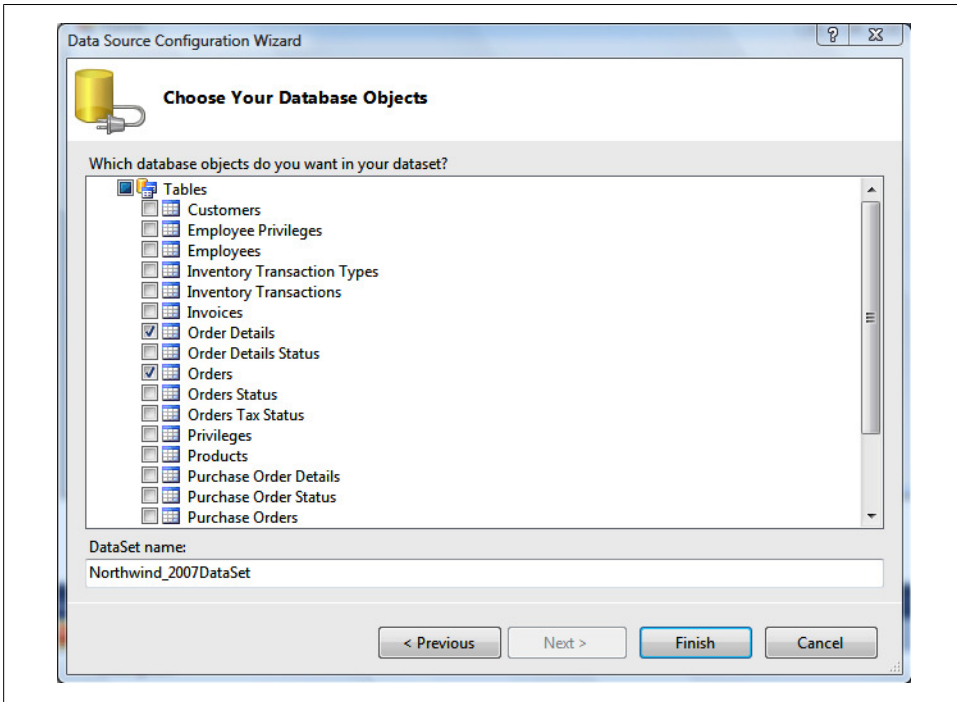 Data Source Configuration Wizard
?
Choose Your Database Objects
Which database objects do you want in your dataset?
Tables
Customers
Employee Privileges
Employees
Inventory Transaction Types
Inventory Transactions
Invoices
Order Details
Order Details Status
Orders
Orders Status
Orders Tax Status
Privileges
Products
Purchase Order Details
Purchase Order Status
Purchase Orders
DataSet name:
Northwind_2007DataSet
< Previous
Next >
Finish
Cancel